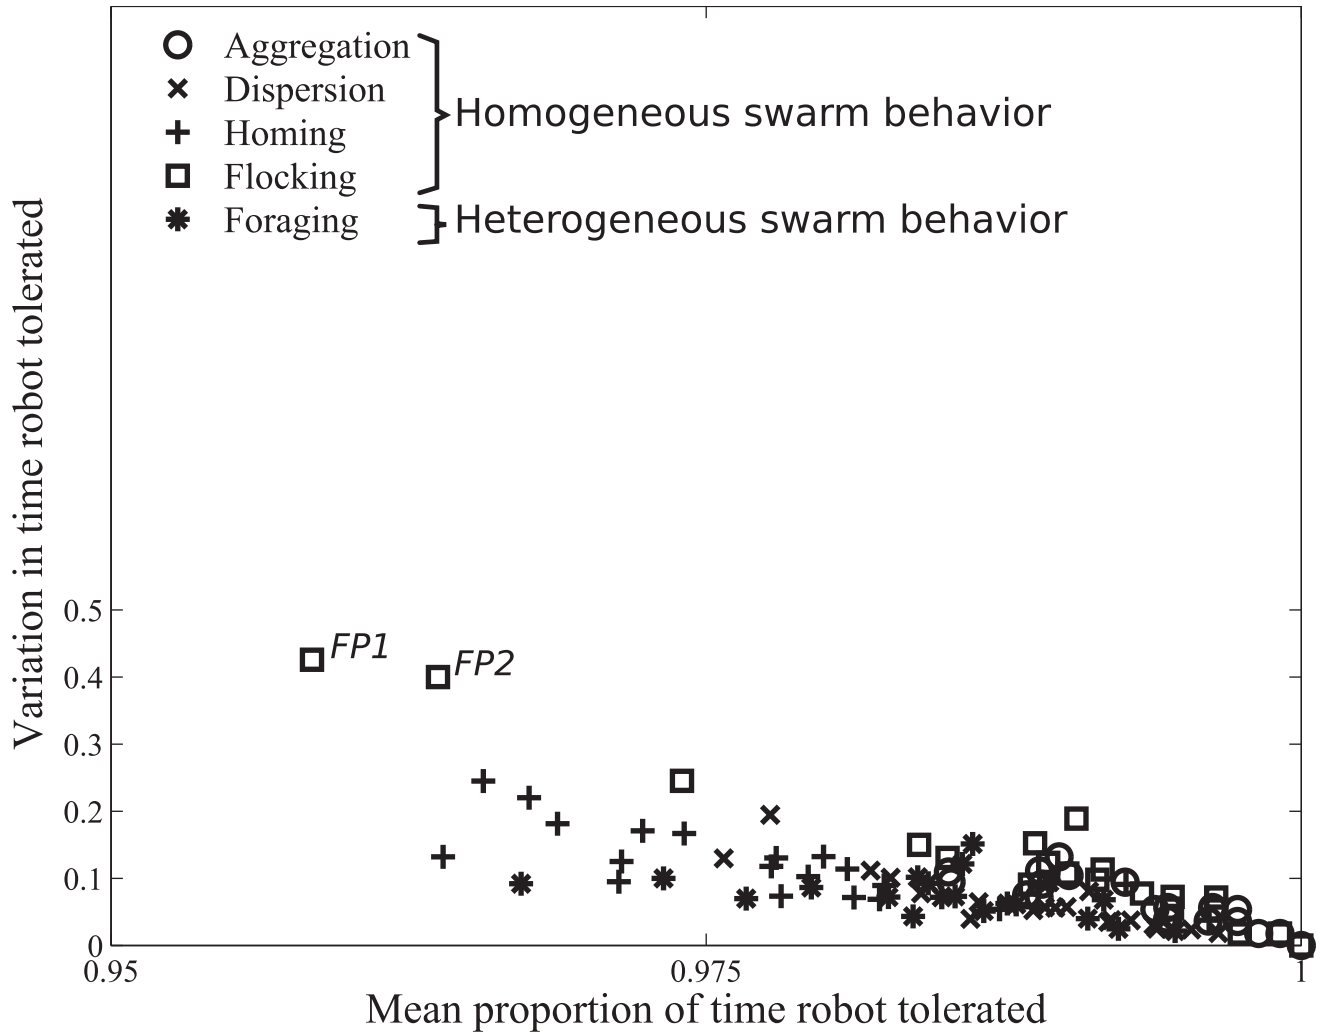 Aggregation
Dispersion
Homing
Flocking
Foraging
Homogeneous swarm behavior
Heterogeneous swarm behavior
Variation in time robot tolerated
0.5
0.4
0.3
0.2
0.1
0
FP1
FP2
0.95
0.975
1
Mean proportion of time robot tolerated